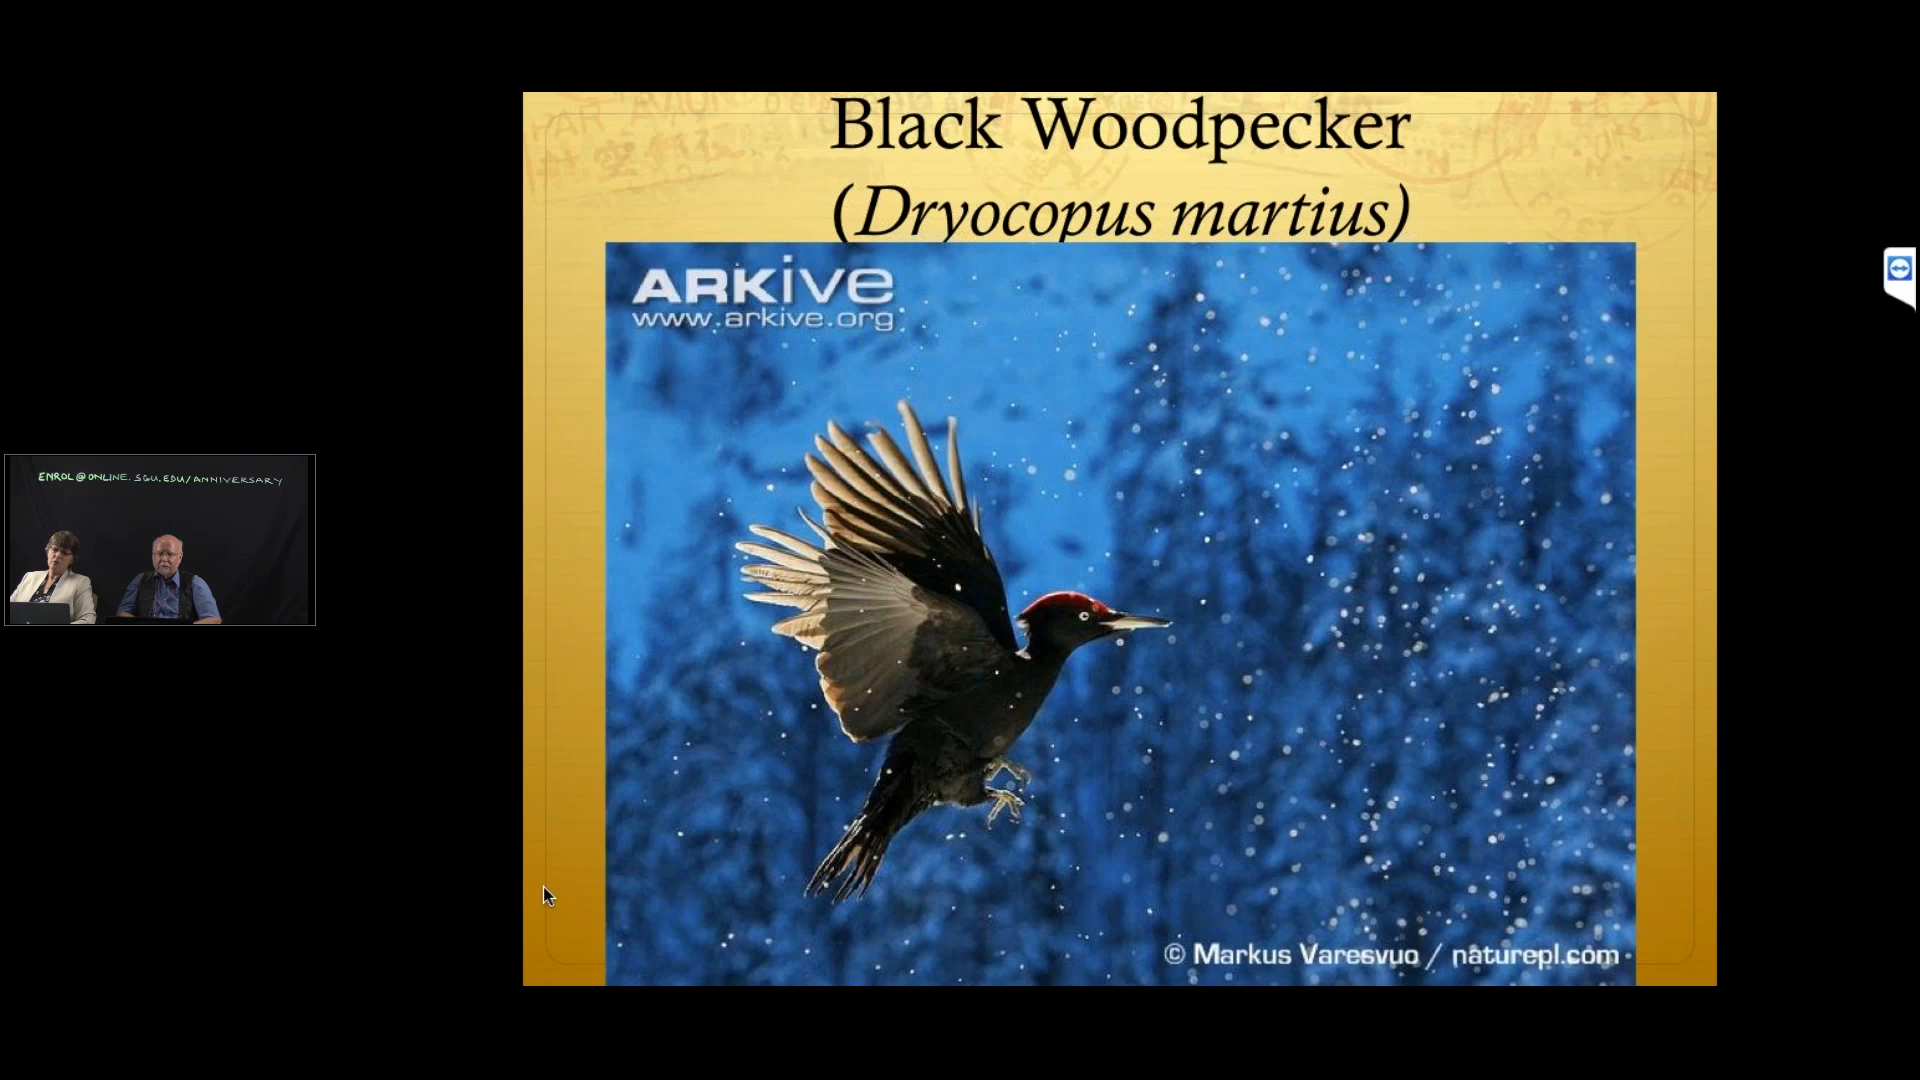 Black Woodpecker
(Dryocopus martius)
ARKive
www.arkive.org
ENROL@ONLINE.SGU.EDU/ANNIVERSARY
© Markus Varesvuo / naturepl.com